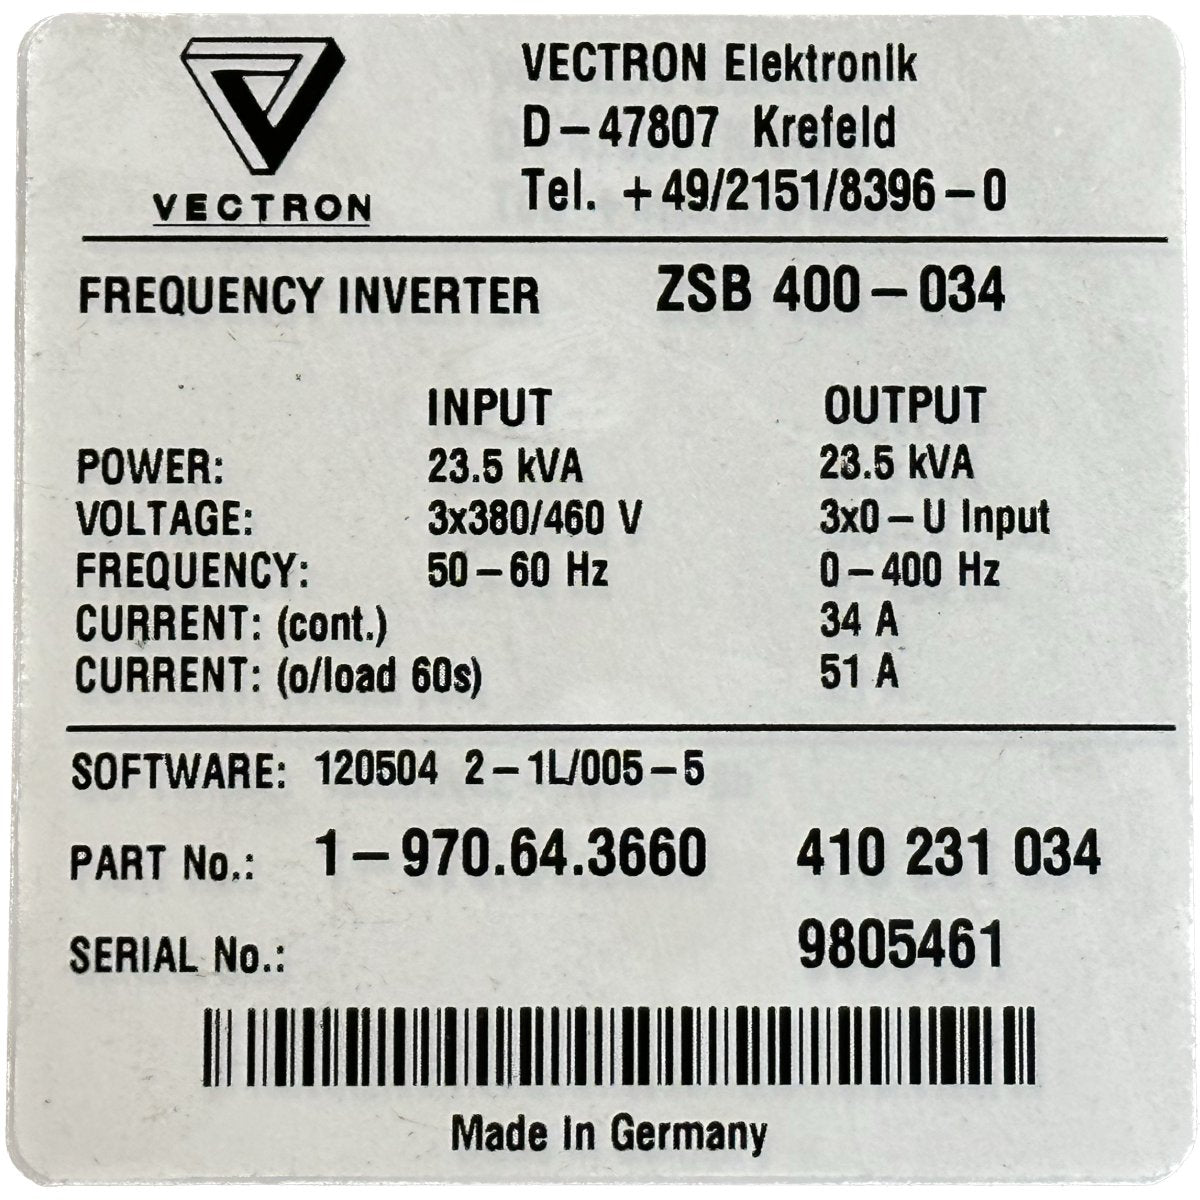 VECTRON Elektronik
D-47807 Krefeld
Tel. +49/2151/8396-0
VECTRON
FREQUENCY INVERTER ZSB 400-034
INPUT OUTPUT
POWER: 23.5 kVA 23.5 kVA
VOLTAGE: 3x380/460 V 3x0-U Input
FREQUENCY: 50-60 Hz 0-400 Hz
CURRENT: (cont.) 34 A
CURRENT: (o/load 60s) 51 A
SOFTWARE: 120504 2-1L/005-5
PART No.: 1-970.64.3660 410 231 034
SERIAL No.: 9805461
Made in Germany